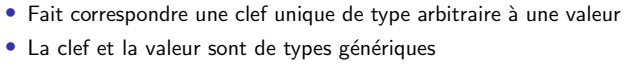 • Fait correspondre une clef unique de type arbitraire à une valeur
• La clef et la valeur sont de types génériques